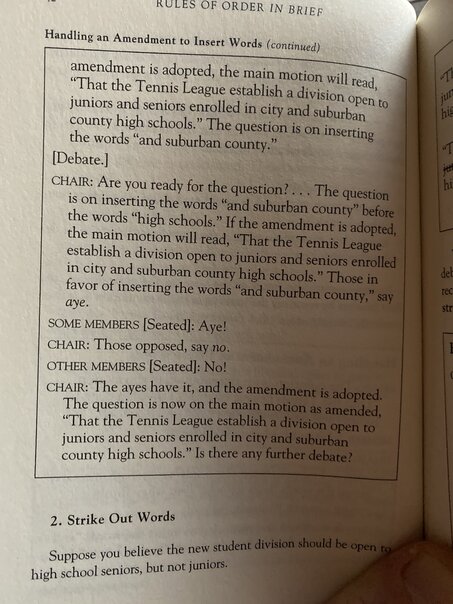 RULES OF ORDER IN BRIEF
Handling an Amendment to Insert Words (continued)
amendment is adopted, the main motion will read,
“That the Tennis League establish a division open to
juniors and seniors enrolled in city and suburban
county high schools.” The question is on inserting
the words “and suburban county.”
[Debate.]
CHAIR: Are you ready for the question? . . . The question
is on inserting the words “and suburban county” before
the words “high schools.” If the amendment is adopted,
the main motion will read, “That the Tennis League
establish a division open to juniors and seniors enrolled
in city and suburban county high schools.” Those in
favor of inserting the words “and suburban county,” say
aye.
SOME MEMBERS [Seated]: Aye!
CHAIR: Those opposed, say no.
OTHER MEMBERS [Seated]: No!
CHAIR: The ayes have it, and the amendment is adopted.
The question is now on the main motion as amended,
“That the Tennis League establish a division open to
juniors and seniors enrolled in city and suburban
county high schools.” Is there any further debate?
2. Strike Out Words
Suppose you believe the new student division should be open to
high school seniors, but not juniors.